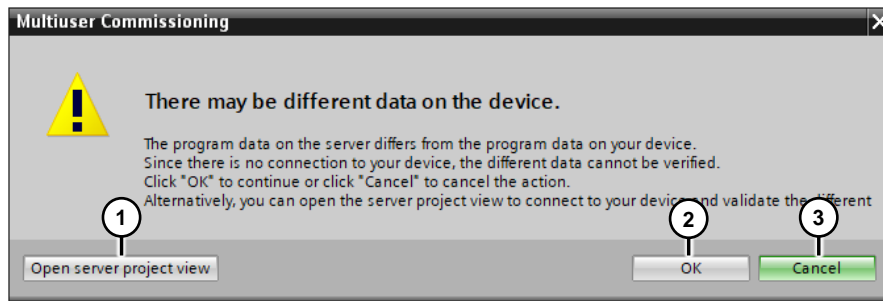 Multiuser Commissioning
There may be different data on the device.
The program data on the server differs from the program data on your device.
Since there is no connection to your device, the different data cannot be verified.
Click "OK" to continue or click "Cancel" to cancel the action.
Alternatively, you can open the server project view to connect to your device and validate the different
1
2
3
Open server project view
OK
Cancel